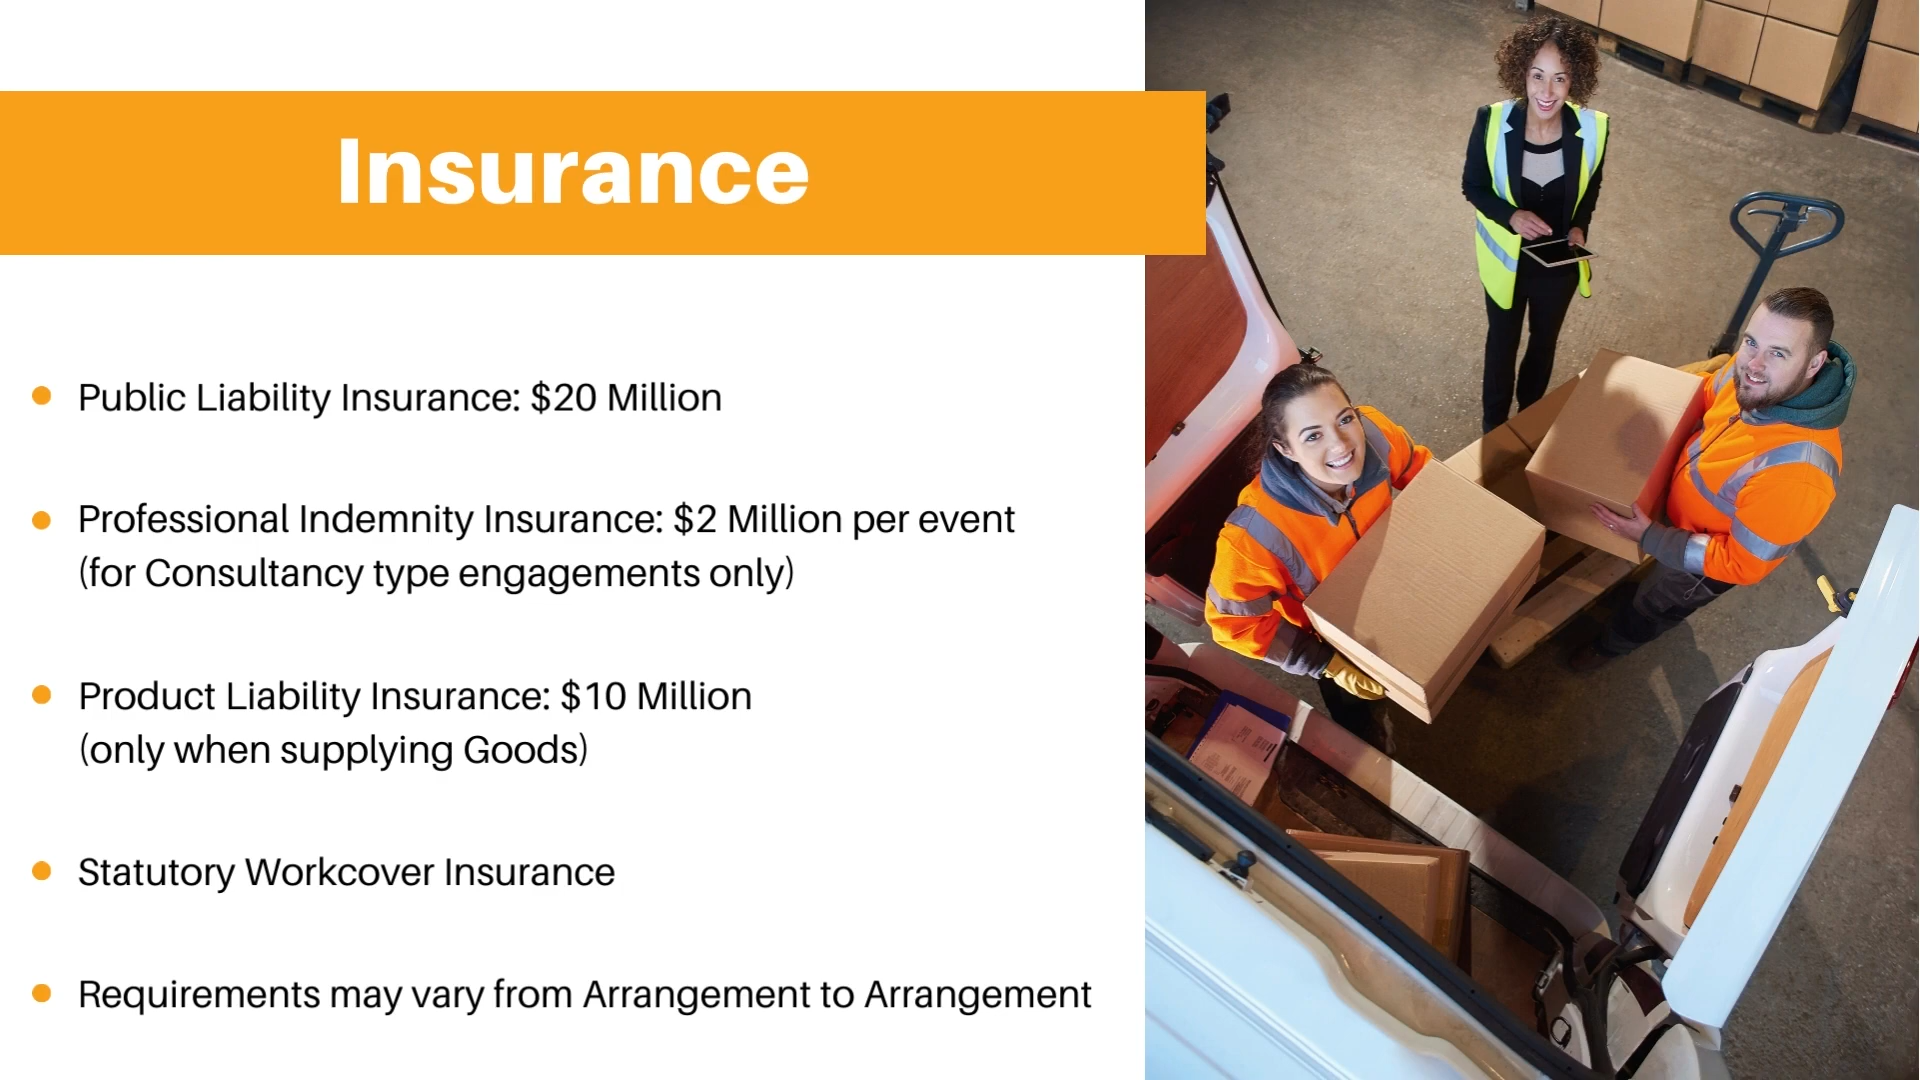 Insurance
Public Liability Insurance: $20 Million
Professional Indemnity Insurance: $2 Million per event
(for Consultancy type engagements only)
Product Liability Insurance: $10 Million
(only when supplying Goods)
Statutory Workcover Insurance
Requirements may vary from Arrangement to Arrangement